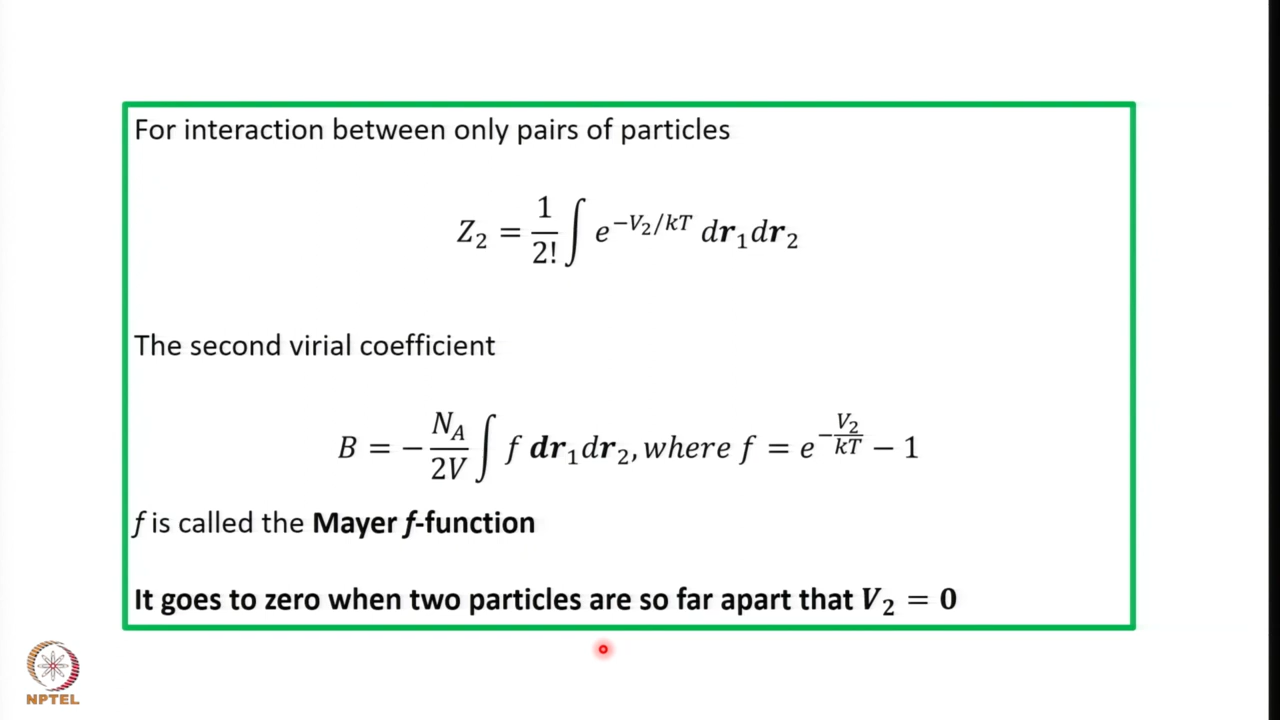 For interaction between only pairs of particles
Z₂ = 1/2! ∫ e^(−V₂/kT) d𝒓₁d𝒓₂
The second virial coefficient
B = − N_A/2V ∫ f 𝒅𝒓₁d𝒓₂, where f = e^(−V₂/kT) − 1
f is called the Mayer f-function
It goes to zero when two particles are so far apart that V₂ = 0
NPTEL